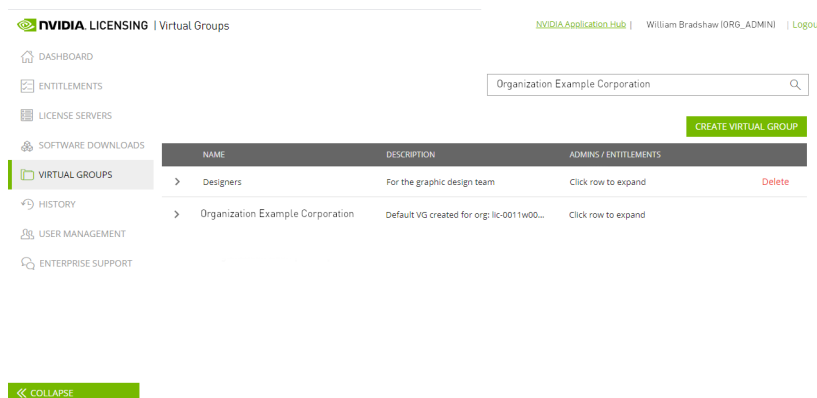 NVIDIA. LICENSING | Virtual Groups
NVIDIA Application Hub | William Bradshaw (ORG_ADMIN) | Logou
DASHBOARD
ENTITLEMENTS
LICENSE SERVERS
SOFTWARE DOWNLOADS
VIRTUAL GROUPS
HISTORY
USER MANAGEMENT
ENTERPRISE SUPPORT
Organization Example Corporation
CREATE VIRTUAL GROUP
NAME DESCRIPTION ADMINS / ENTITLEMENTS
Designers For the graphic design team Click row to expand Delete
Organization Example Corporation Default VG created for org: lic-0011w00... Click row to expand
COLLAPSE